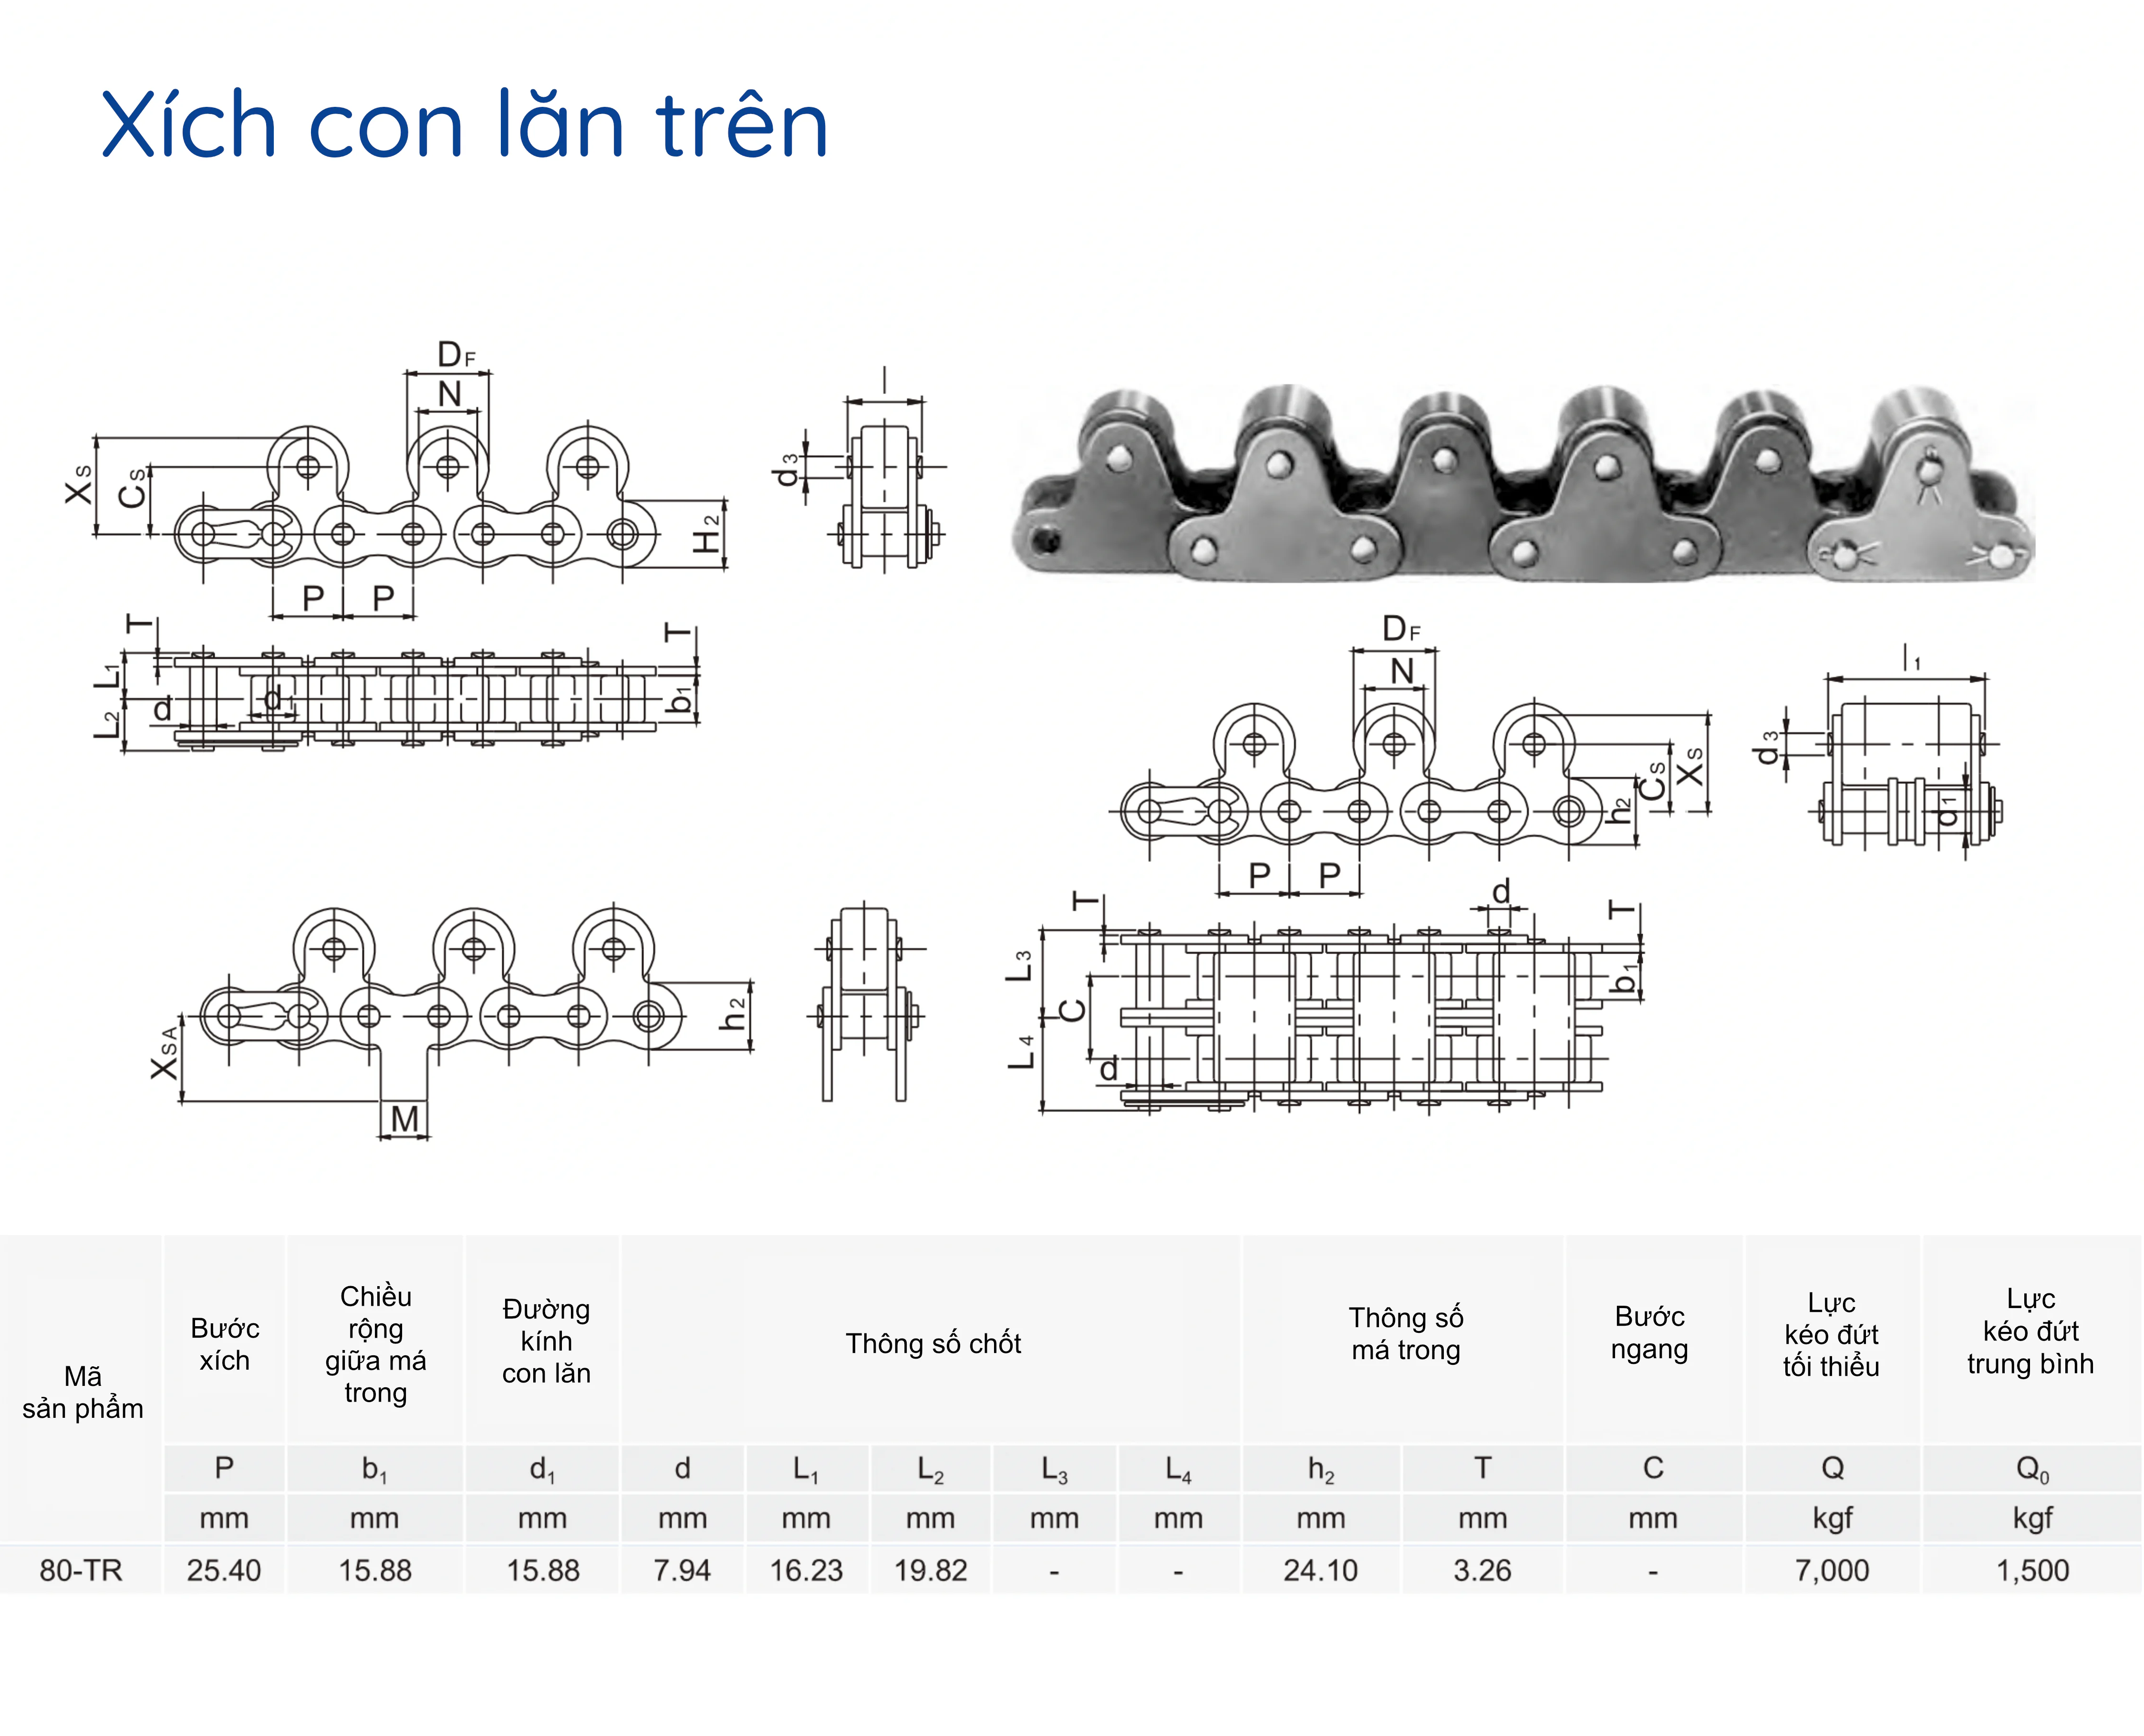 Xích con lăn trên
DF
N
l
XS
CS
d3
H2
P P
T
T
L1
L2
d
d1
b1
DF
N
l1
d3
CS
XS
h2
d1
P P
T
d
T
L3
C
L4
b1
d
XSA
h2
M
Mã
sản phẩm
Bước
xích
Chiều
rộng
giữa má
trong
Đường
kính
con lăn
Thông số chốt
Thông số
má trong
Bước
ngang
Lực
kéo đứt
tối thiểu
Lực
kéo đứt
trung bình
P b1 d1 d L1 L2 L3 L4 h2 T C Q Q0
mm mm mm mm mm mm mm mm mm mm mm kgf kgf
80-TR 25.40 15.88 15.88 7.94 16.23 19.82 - - 24.10 3.26 - 7,000 1,500